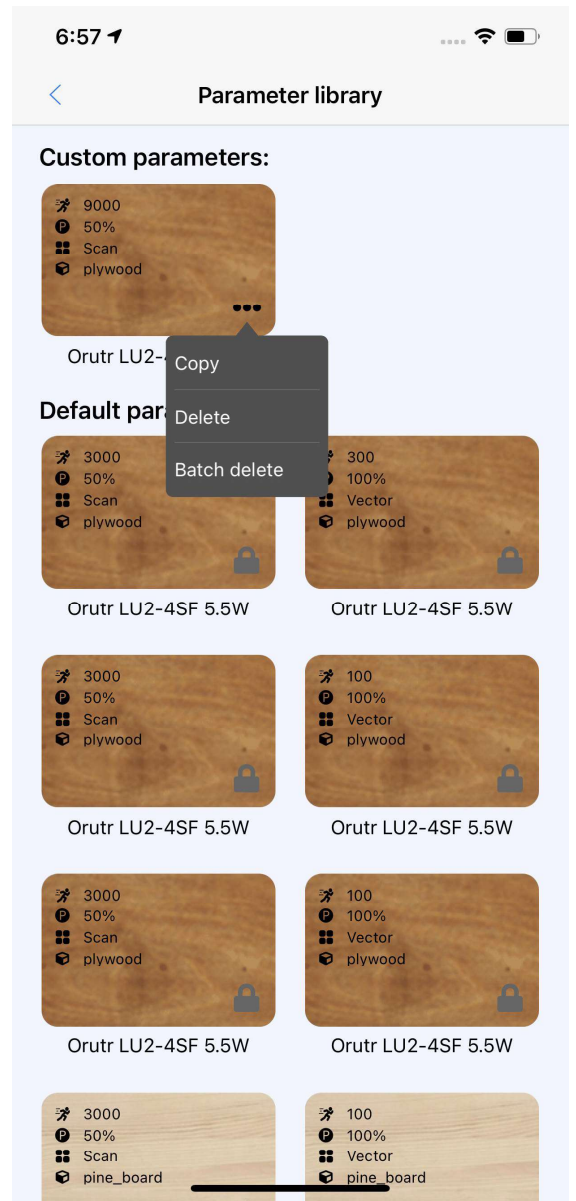 6:57
Parameter library
Custom parameters:
9000
50%
Scan
plywood
Orutr LU2-
Copy
Delete
Batch delete
Default par
3000
50%
Scan
plywood
Orutr LU2-4SF 5.5W
300
100%
Vector
plywood
Orutr LU2-4SF 5.5W
3000
50%
Scan
plywood
Orutr LU2-4SF 5.5W
100
100%
Vector
plywood
Orutr LU2-4SF 5.5W
3000
50%
Scan
plywood
Orutr LU2-4SF 5.5W
100
100%
Vector
plywood
Orutr LU2-4SF 5.5W
3000
50%
Scan
pine_board
100
100%
Vector
pine_board